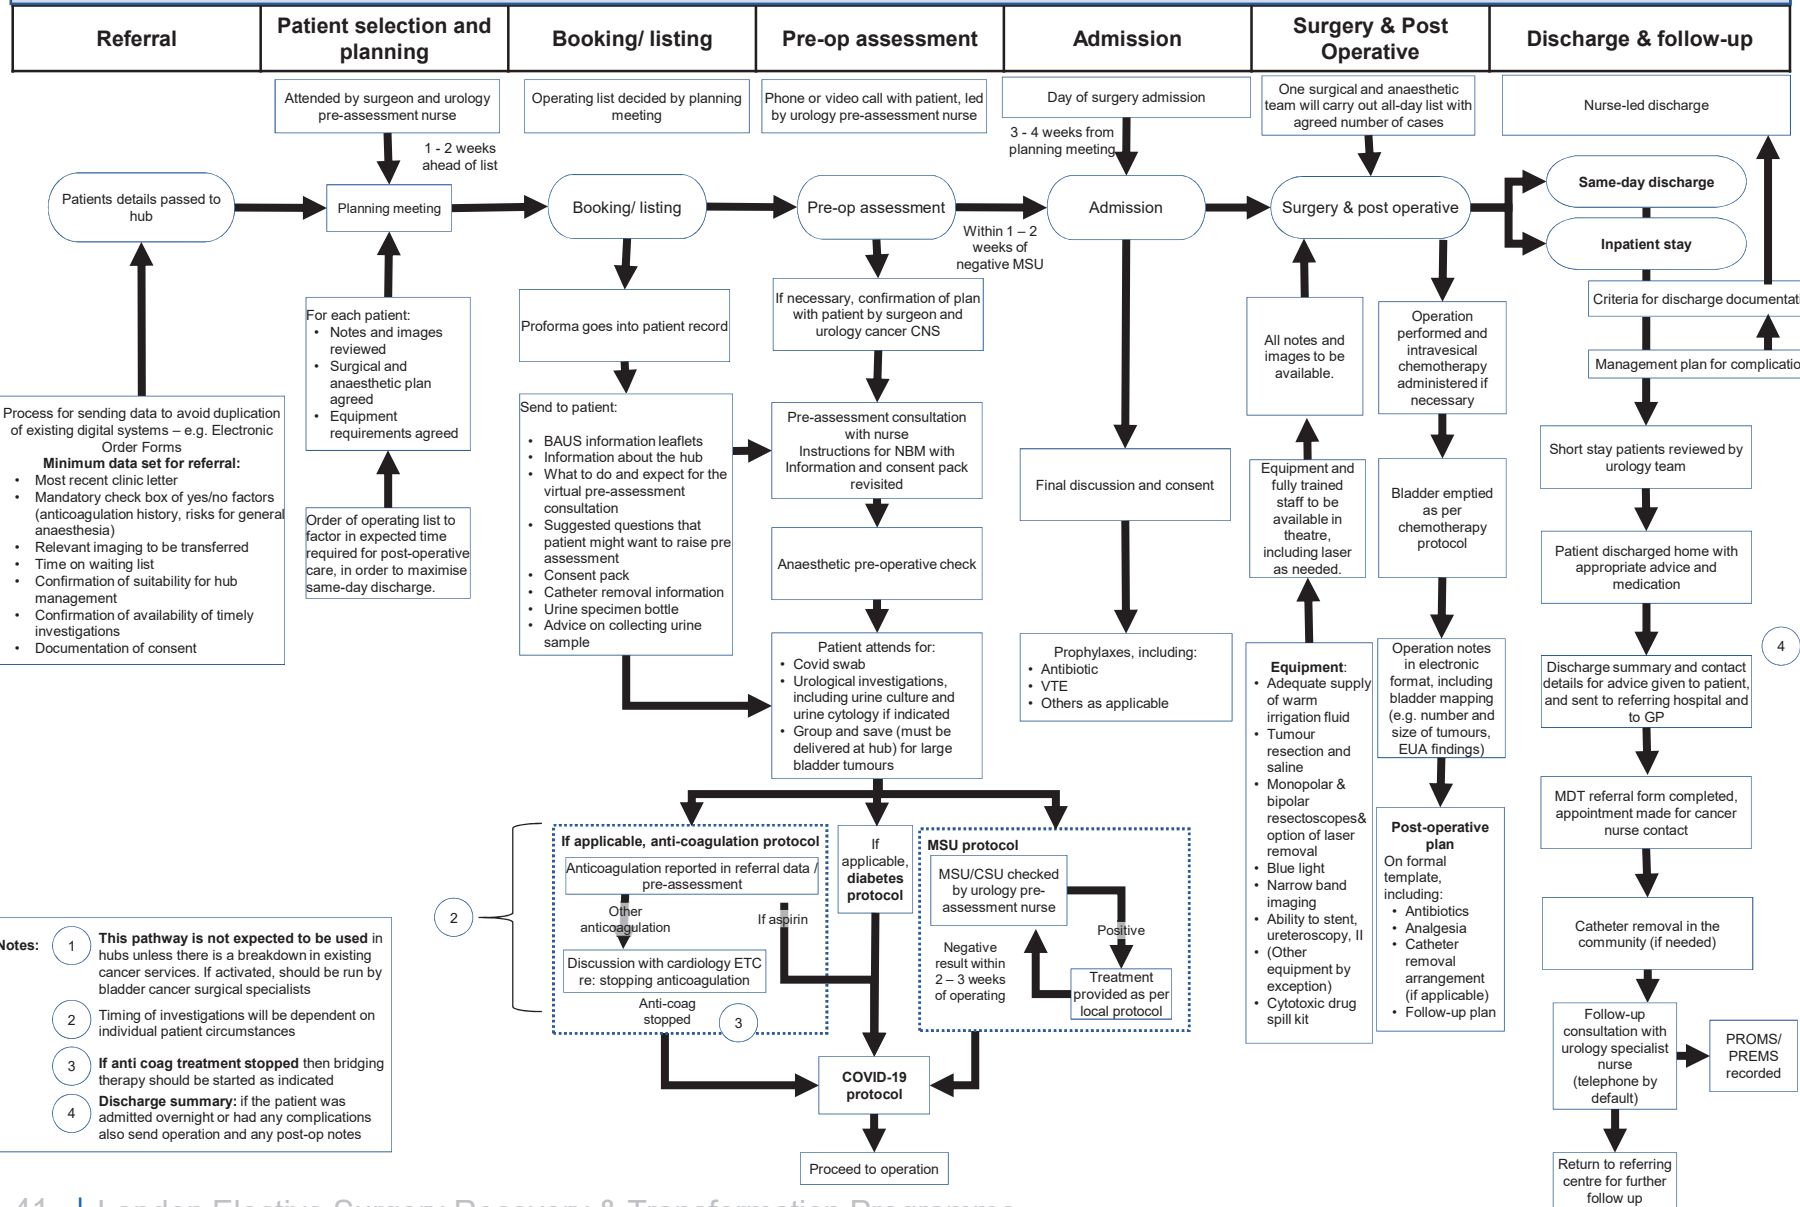 Referral
Patient selection and
planning
Booking/ listing
Pre-op assessment
Admission
Surgery & Post
Operative
Discharge & follow-up
Attended by surgeon and urology
pre-assessment nurse
1 - 2 weeks
ahead of list
Operating list decided by planning
meeting
Phone or video call with patient, led
by urology pre-assessment nurse
Day of surgery admission
3 - 4 weeks from
planning meeting
One surgical and anaesthetic
team will carry out all-day list with
agreed number of cases
Nurse-led discharge
Patients details passed to
hub
Planning meeting
Booking/ listing
Pre-op assessment
Within 1 – 2
weeks of
negative MSU
Admission
Surgery & post operative
Same-day discharge
Inpatient stay
Process for sending data to avoid duplication
of existing digital systems – e.g. Electronic
Order Forms
Minimum data set for referral:
• Most recent clinic letter
• Mandatory check box of yes/no factors
(anticoagulation history, risks for general
anaesthesia)
• Relevant imaging to be transferred
• Time on waiting list
• Confirmation of suitability for hub
management
• Confirmation of availability of timely
investigations
• Documentation of consent
For each patient:
• Notes and images
reviewed
• Surgical and
anaesthetic plan
agreed
• Equipment
requirements agreed
Order of operating list to
factor in expected time
required for post-operative
care, in order to maximise
same-day discharge.
Proforma goes into patient record
Send to patient:
• BAUS information leaflets
• Information about the hub
• What to do and expect for the
virtual pre-assessment
consultation
• Suggested questions that
patient might want to raise pre
assessment
• Consent pack
• Catheter removal information
• Urine specimen bottle
• Advice on collecting urine
sample
If necessary, confirmation of plan
with patient by surgeon and
urology cancer CNS
Pre-assessment consultation
with nurse
Instructions for NBM with
Information and consent pack
revisited
Anaesthetic pre-operative check
Patient attends for:
• Covid swab
• Urological investigations,
including urine culture and
urine cytology if indicated
• Group and save (must be
delivered at hub) for large
bladder tumours
2
If applicable, anti-coagulation protocol
Anticoagulation reported in referral data /
pre-assessment
Other
anticoagulation
If aspirin
Discussion with cardiology ETC
re: stopping anticoagulation
Anti-coag
stopped
3
If
applicable,
diabetes
protocol
MSU protocol
MSU/CSU checked
by urology pre-
assessment nurse
Positive
Negative
result within
2 – 3 weeks
of operating
Treatment
provided as per
local protocol
COVID-19
protocol
Proceed to operation
Final discussion and consent
Prophylaxes, including:
• Antibiotic
• VTE
• Others as applicable
All notes and
images to be
available.
Equipment and
fully trained
staff to be
available in
theatre,
including laser
as needed.
Equipment:
• Adequate supply
of warm
irrigation fluid
• Tumour
resection and
saline
• Monopolar &
bipolar
resectoscopes&
option of laser
removal
• Blue light
• Narrow band
imaging
• Ability to stent,
ureteroscopy, II
• (Other
equipment by
exception)
• Cytotoxic drug
spill kit
Operation
performed and
intravesical
chemotherapy
administered if
necessary
Bladder emptied
as per
chemotherapy
protocol
Operation notes
in electronic
format, including
bladder mapping
(e.g. number and
size of tumours,
EUA findings)
Post-operative
plan
On formal
template,
including:
• Antibiotics
• Analgesia
• Catheter
removal
arrangement
(if applicable)
• Follow-up plan
Criteria for discharge documentati
Management plan for complicatio
Short stay patients reviewed by
urology team
Patient discharged home with
appropriate advice and
medication
4
Discharge summary and contact
details for advice given to patient,
and sent to referring hospital and
to GP
MDT referral form completed,
appointment made for cancer
nurse contact
Catheter removal in the
community (if needed)
Follow-up
consultation with
urology specialist
nurse
(telephone by
default)
PROMS/
PREMS
recorded
Return to referring
centre for further
follow up
Notes:
1 This pathway is not expected to be used in
hubs unless there is a breakdown in existing
cancer services. If activated, should be run by
bladder cancer surgical specialists
2 Timing of investigations will be dependent on
individual patient circumstances
3 If anti coag treatment stopped then bridging
therapy should be started as indicated
4 Discharge summary: if the patient was
admitted overnight or had any complications
also send operation and any post-op notes
41 | London Elective Surgery Recovery & Transformation Programme